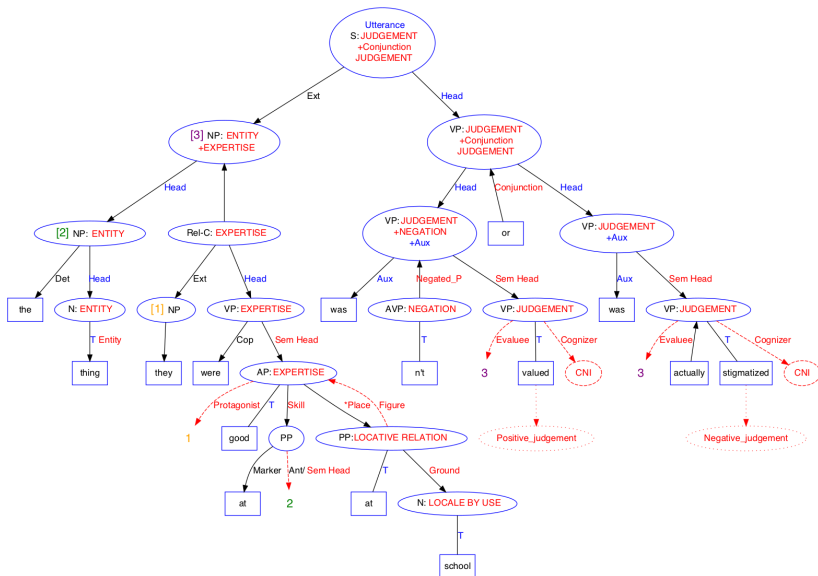 Utterance
S: JUDGEMENT
+Conjunction
JUDGEMENT
Ext
Head
[3] NP: ENTITY
+EXPERTISE
VP: JUDGEMENT
+Conjunction
JUDGEMENT
Head
Head
Conjunction
Head
[2] NP: ENTITY
Rel-C: EXPERTISE
VP: JUDGEMENT
+NEGATION
+Aux
or
VP: JUDGEMENT
+Aux
Det
Head
Ext
Head
Aux
Negated_P
Sem Head
Aux
Sem Head
the
N: ENTITY
[1] NP
VP: EXPERTISE
was
AVP: NEGATION
VP: JUDGEMENT
was
VP: JUDGEMENT
T Entity
Cop
Sem Head
T
Evaluee
T
Cognizer
Evaluee
T
Cognizer
thing
they
were
AP: EXPERTISE
n't
3
valued
CNI
3
actually
stigmatized
CNI
Protagonist
T
Skill
*Place
Figure
1
good
PP
PP:LOCATIVE RELATION
Positive_judgement
Negative_judgement
Marker
Ant/ Sem Head
T
Ground
at
2
at
N: LOCALE BY USE
T
school